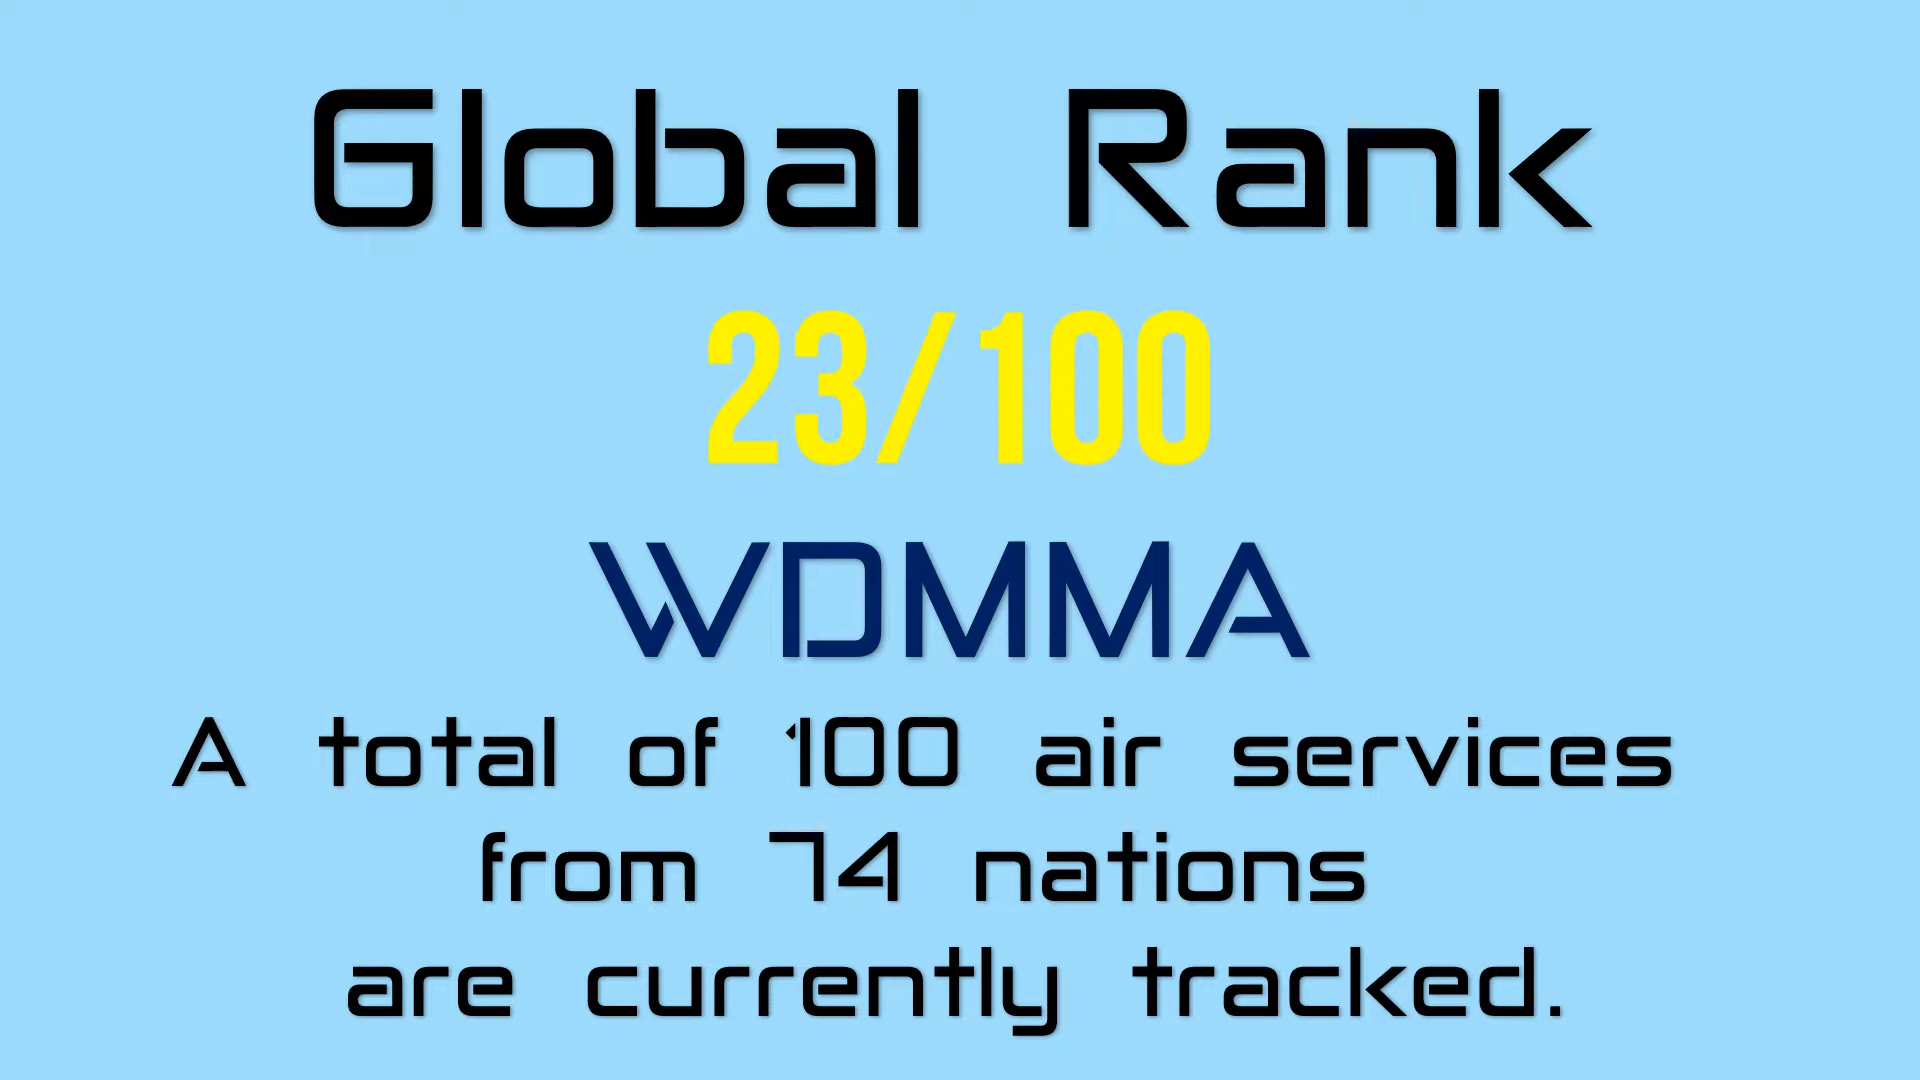 Global Rank
23/100
WDMMA
A total of 100 air services
from 74 nations
are currently tracked.